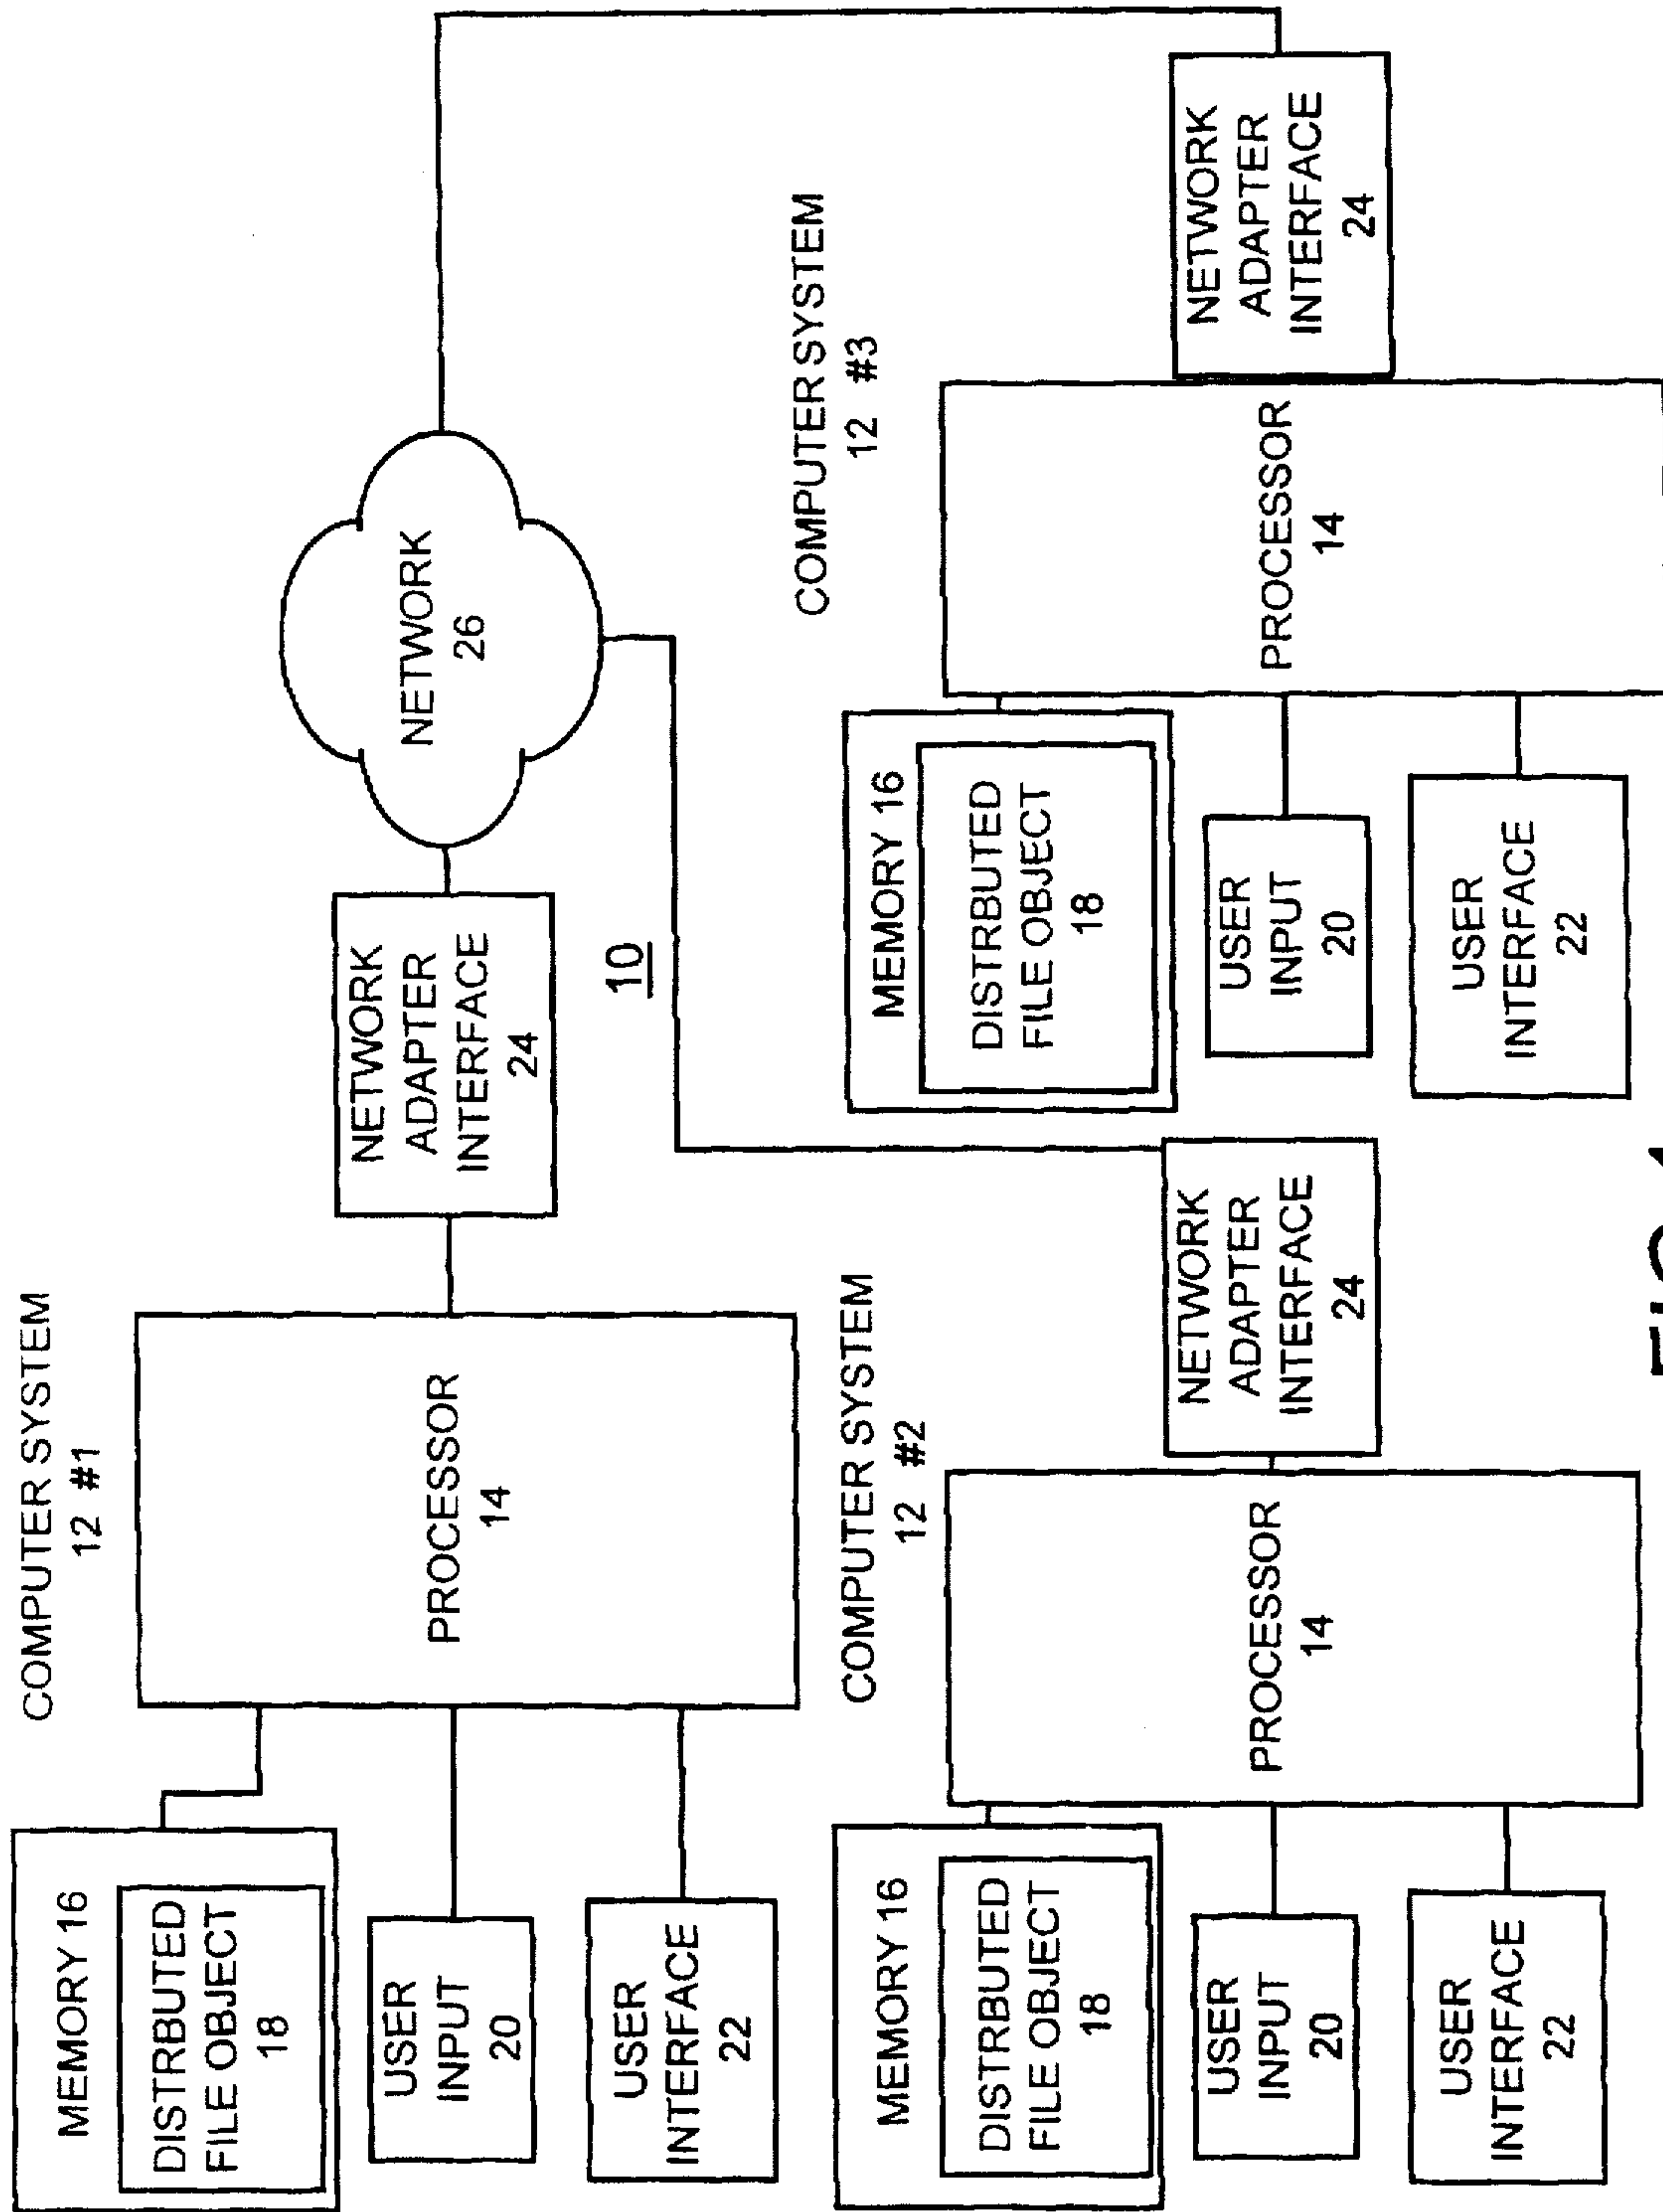 COMPUTER SYSTEM
12 #1
MEMORY 16
DISTRBUTED
FILE OBJECT
18
USER
INPUT
20
USER
INTERFACE
22
PROCESSOR
14
NETWORK
ADAPTER
INTERFACE
24
NETWORK
26
10
COMPUTER SYSTEM
12 #2
MEMORY 16
DISTRBUTED
FILE OBJECT
18
USER
INPUT
20
USER
INTERFACE
22
PROCESSOR
14
NETWORK
ADAPTER
INTERFACE
24
COMPUTER SYSTEM
12 #3
MEMORY 16
DISTRBUTED
FILE OBJECT
18
USER
INPUT
20
USER
INTERFACE
22
PROCESSOR
14
NETWORK
ADAPTER
INTERFACE
24